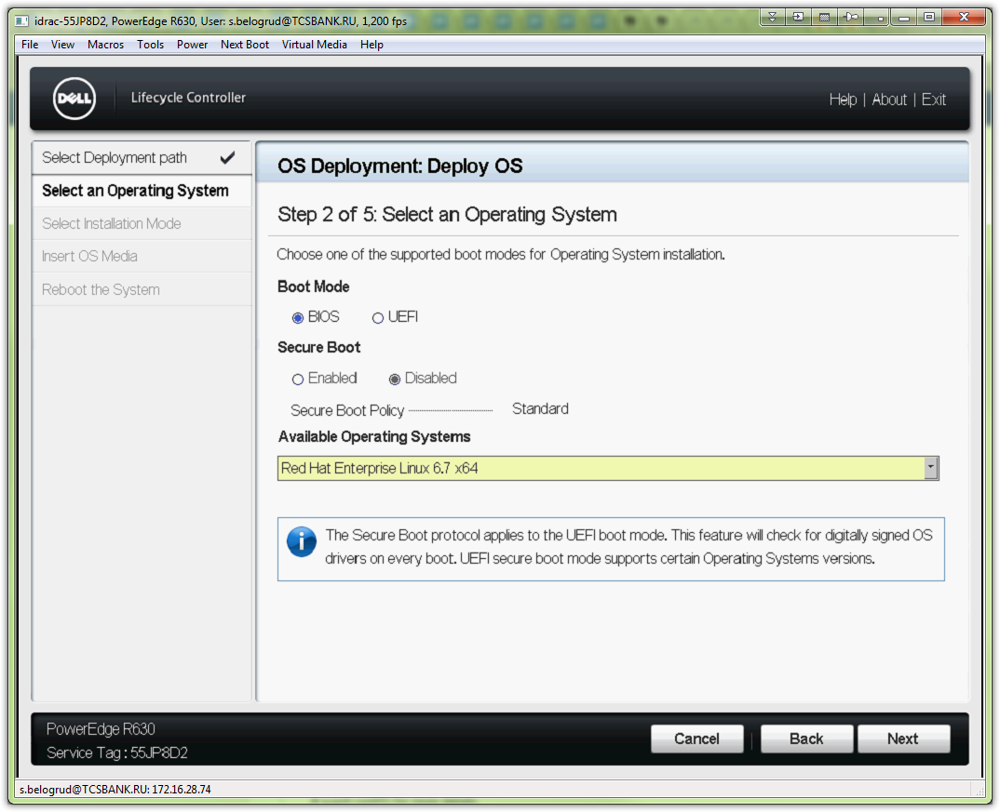 idrac-55JP8D2, PowerEdge R630, User: s.belogrud@TCSBANK.RU, 1,200 fps
File View Macros Tools Power Next Boot Virtual Media Help
DELL
Lifecycle Controller
Help | About | Exit
Select Deployment path
Select an Operating System
Select Installation Mode
Insert OS Media
Reboot the System
OS Deployment: Deploy OS
Step 2 of 5: Select an Operating System
Choose one of the supported boot modes for Operating System installation.
Boot Mode
BIOS UEFI
Secure Boot
Enabled Disabled
Secure Boot Policy Standard
Available Operating Systems
Red Hat Enterprise Linux 6.7 x64
The Secure Boot protocol applies to the UEFI boot mode. This feature will check for digitally signed OS
drivers on every boot. UEFI secure boot mode supports certain Operating Systems versions.
PowerEdge R630
Service Tag : 55JP8D2
Cancel Back Next
s.belogrud@TCSBANK.RU: 172.16.28.74